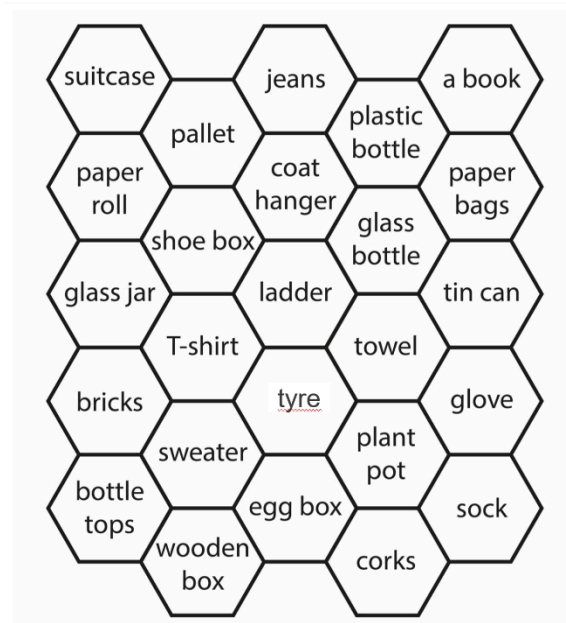 suitcase
jeans
a book
pallet
plastic
bottle
paper
roll
coat
hanger
paper
bags
shoe box
glass
bottle
glass jar
ladder
tin can
T-shirt
towel
bricks
tyre
glove
sweater
plant
pot
bottle
tops
egg box
sock
wooden
box
corks